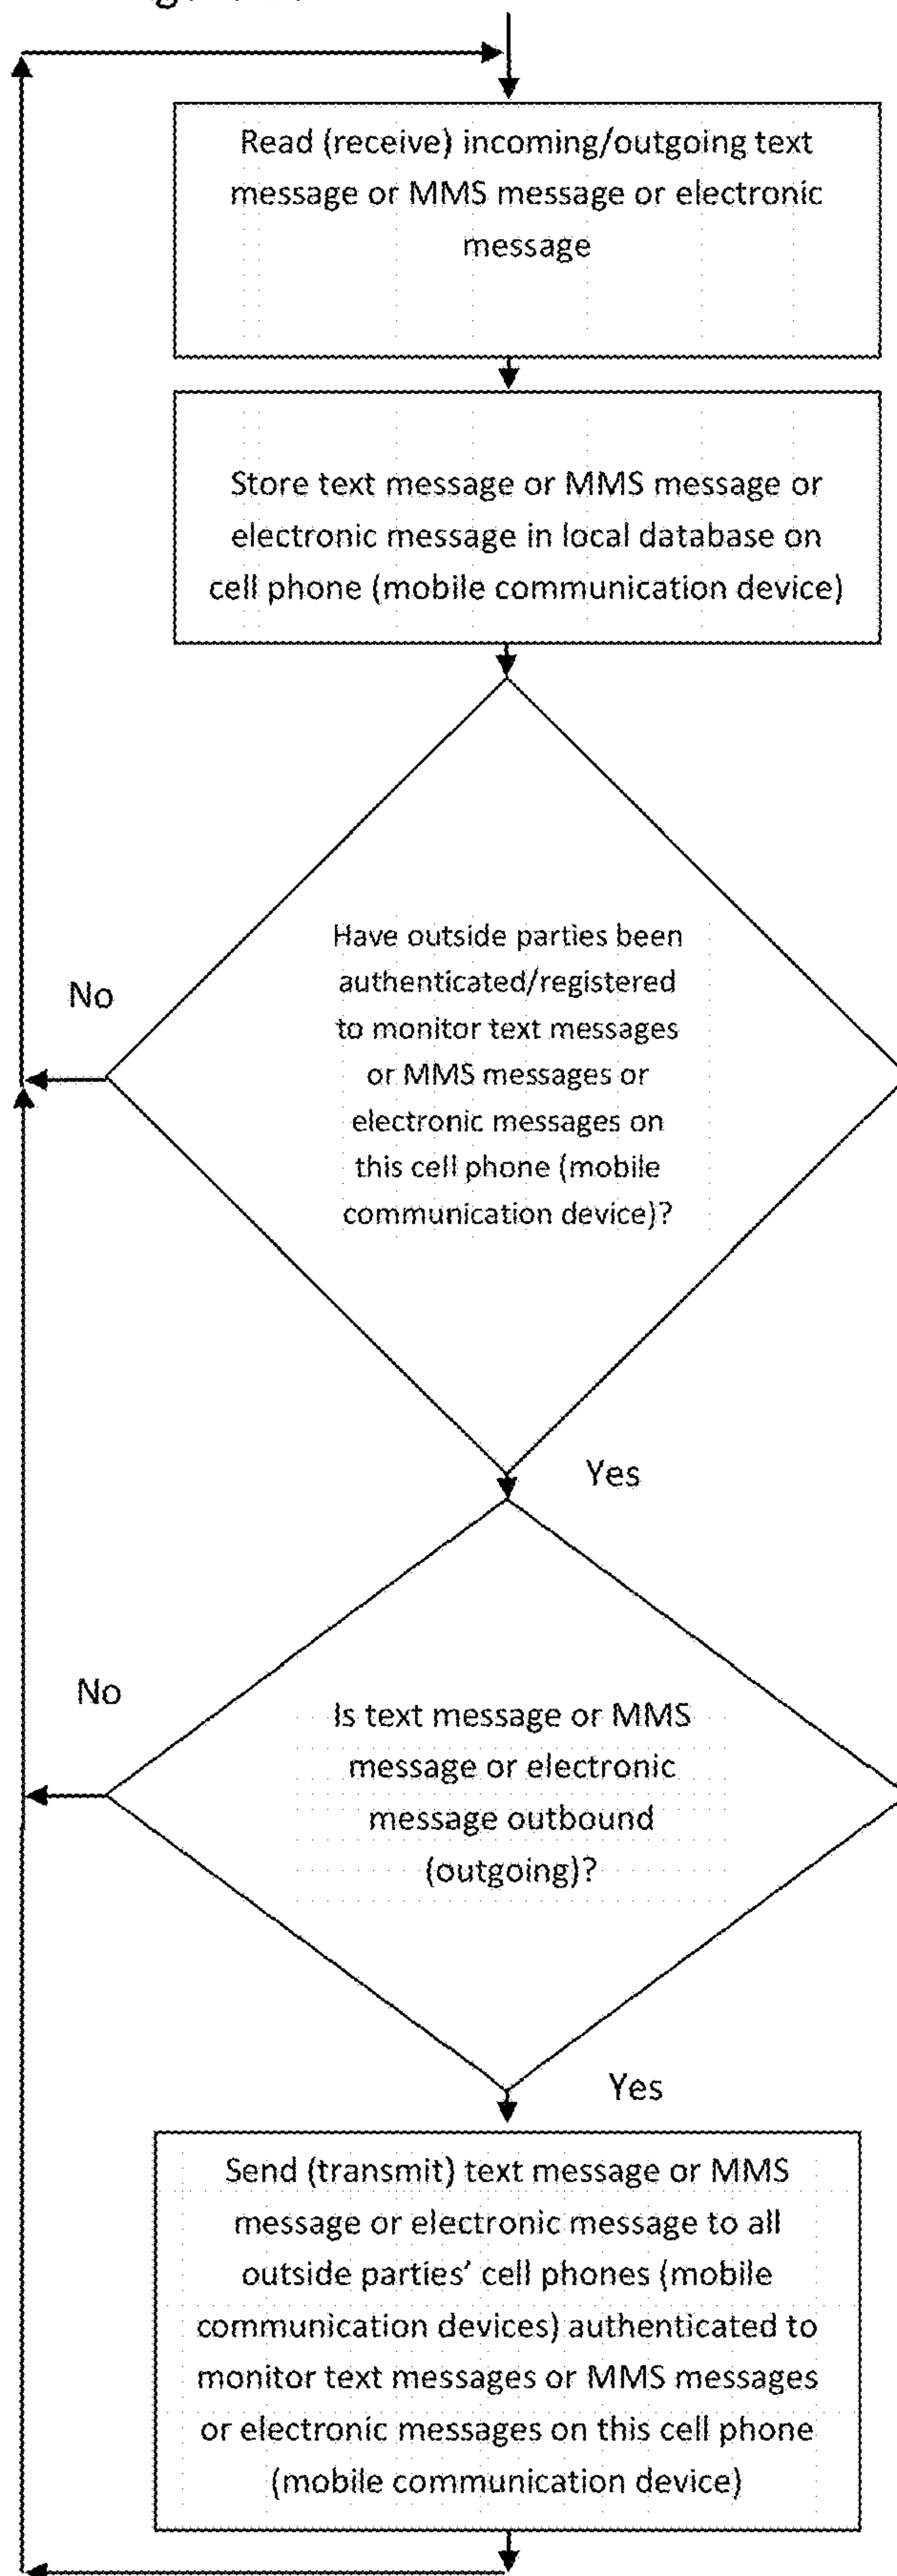 Read (receive) incoming/outgoing text
message or MMS message or electronic
message
Store text message or MMS message or
electronic message in local database on
cell phone (mobile communication device)
Have outside parties been
authenticated/registered
to monitor text messages
or MMS messages or
electronic messages on
this cell phone (mobile
communication device)?
No
Yes
Is text message or MMS
message or electronic
message outbound
(outgoing)?
No
Yes
Send (transmit) text message or MMS
message or electronic message to all
outside parties' cell phones (mobile
communication devices) authenticated to
monitor text messages or MMS messages
or electronic messages on this cell phone
(mobile communication device)